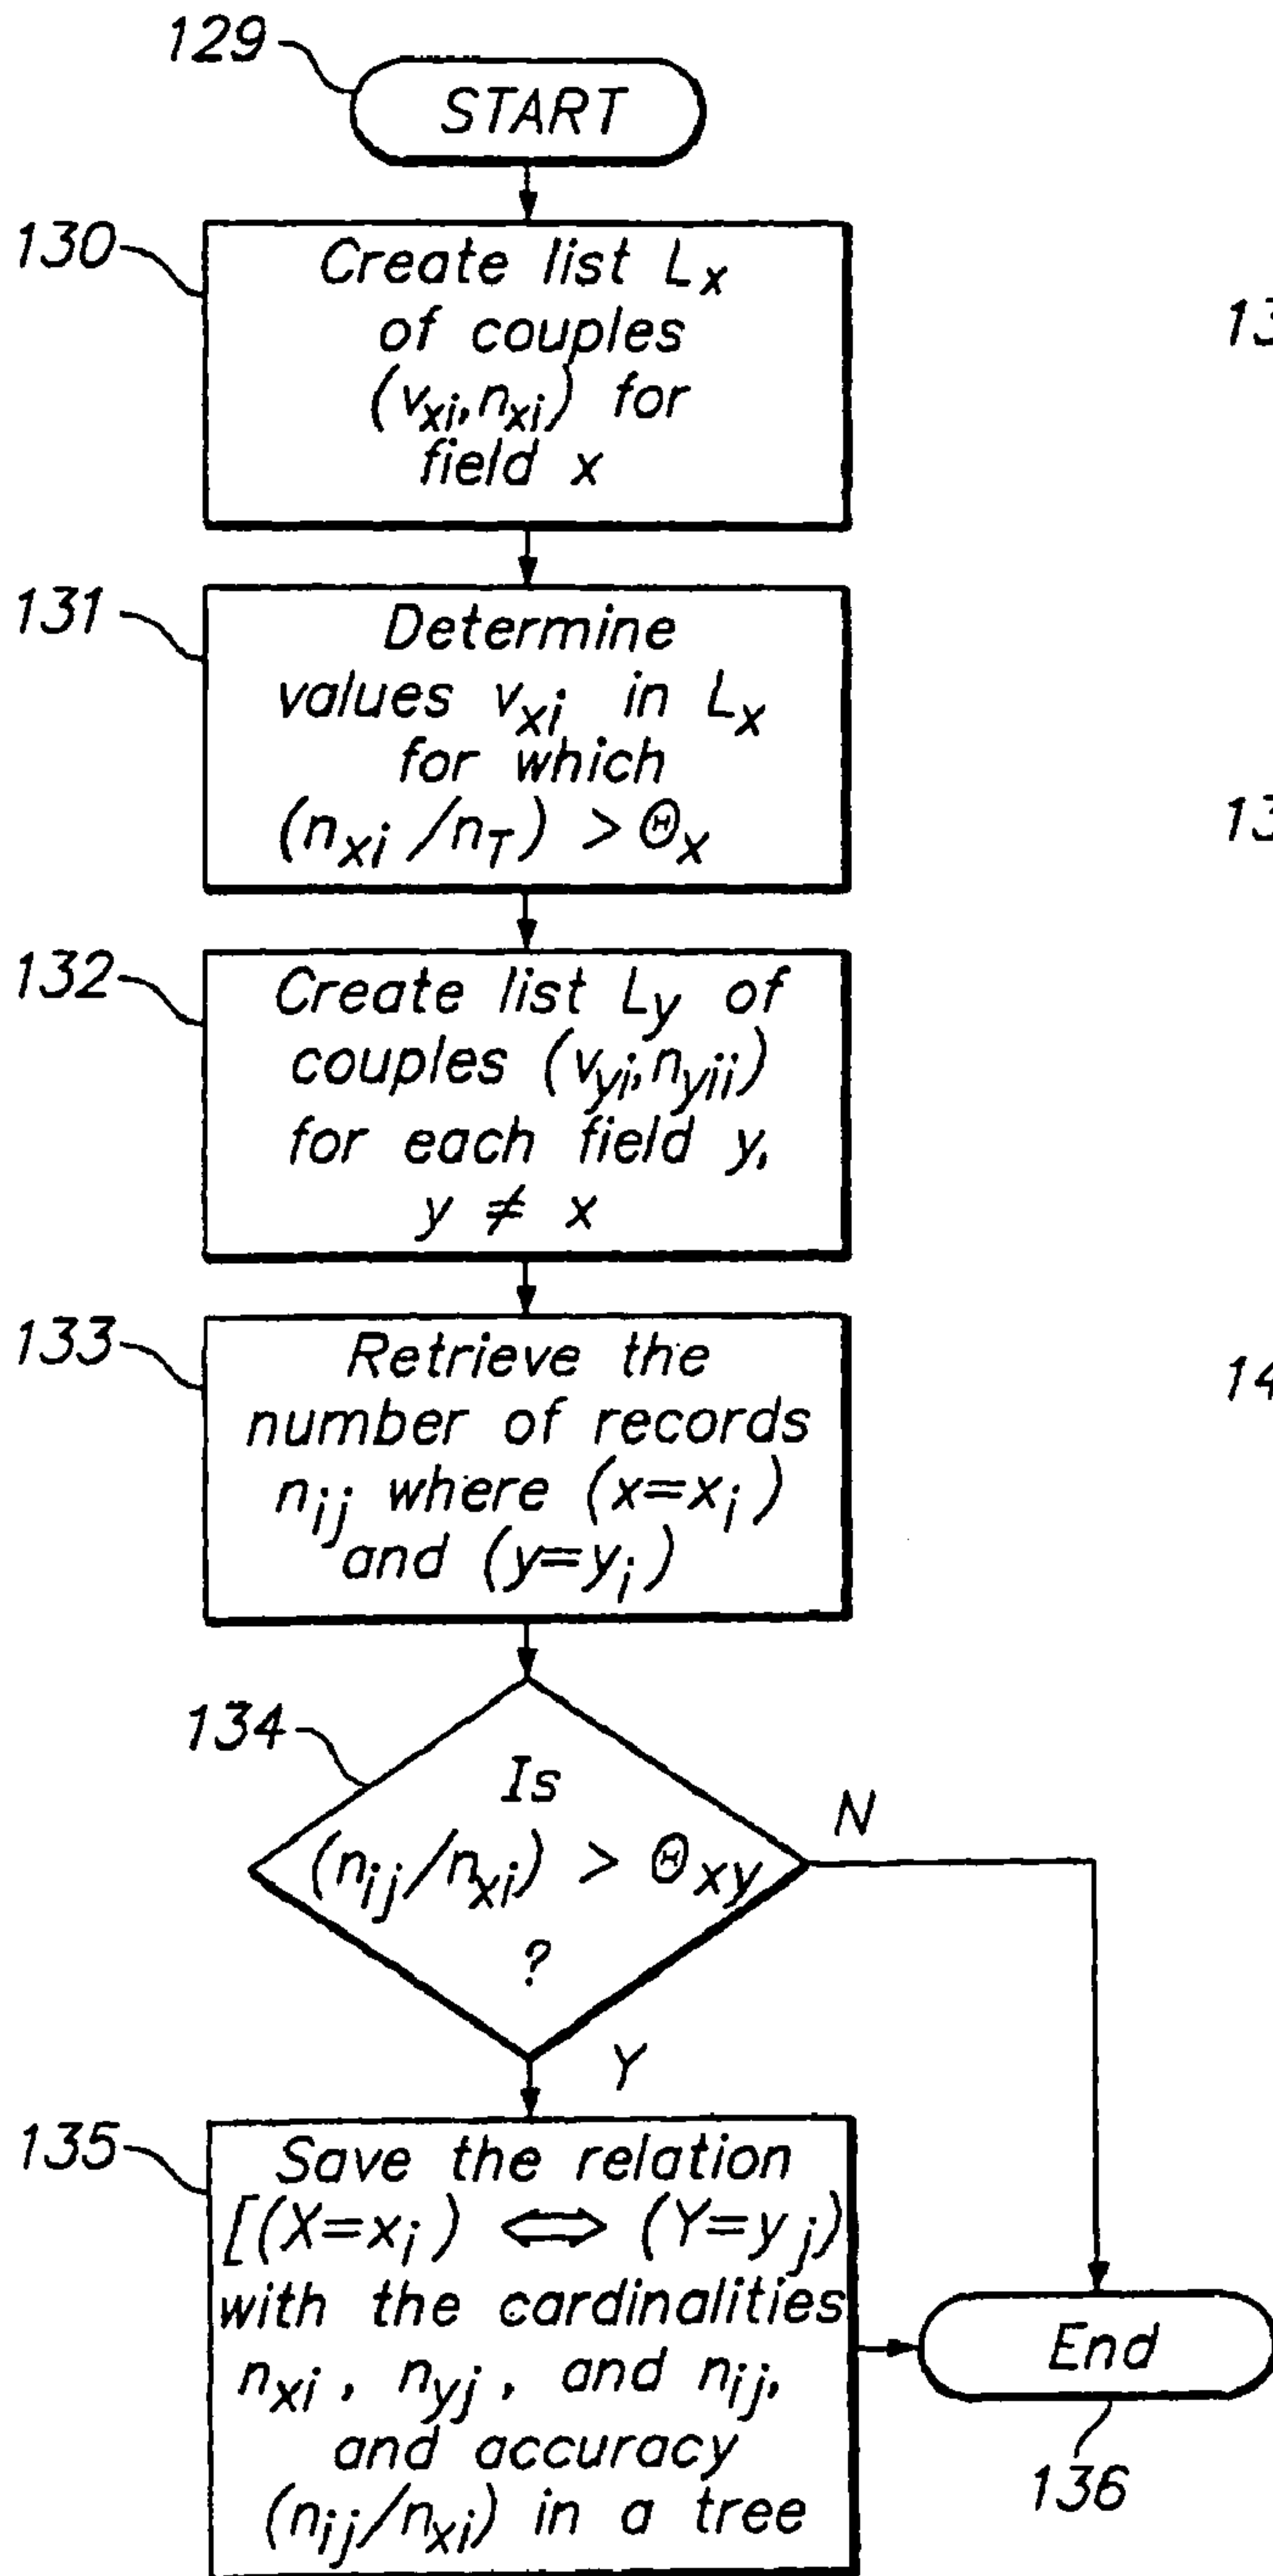 129
START
130
Create list Lx
of couples
(vxi,nxi) for
field x
131
Determine
values vxi in Lx
for which
(nxi/nT) > Θx
132
Create list Ly of
couples (vyi,nyii)
for each field y,
y ≠ x
133
Retrieve the
number of records
nij where (x=xi)
and (y=yi)
134
Is
(nij/nxi) > Θxy
?
N
Y
135
Save the relation
[(X=xi) ⇔ (Y=yj)
with the cardinalities
nxi, nyj, and nij,
and accuracy
(nij/nxi) in a tree
End
136
13
13
14